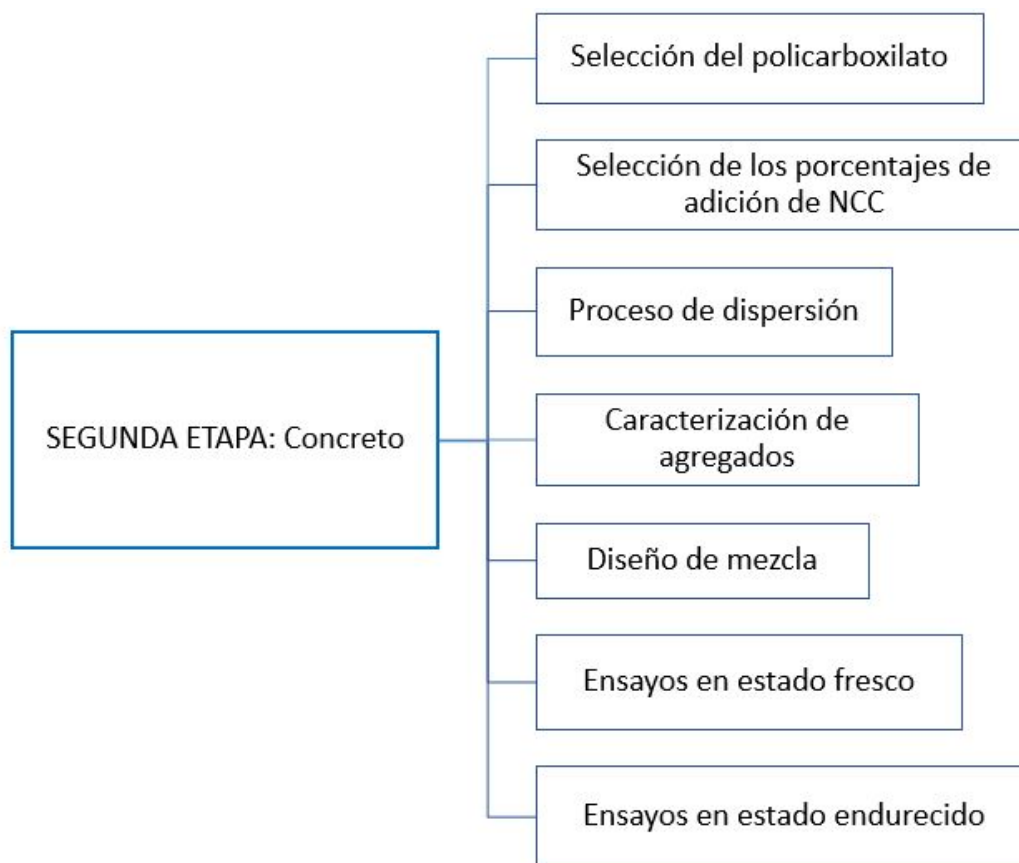 Selección del policarboxilato
Selección de los porcentajes de
adición de NCC
Proceso de dispersión
SEGUNDA ETAPA: Concreto
Caracterización de
agregados
Diseño de mezcla
Ensayos en estado fresco
Ensayos en estado endurecido